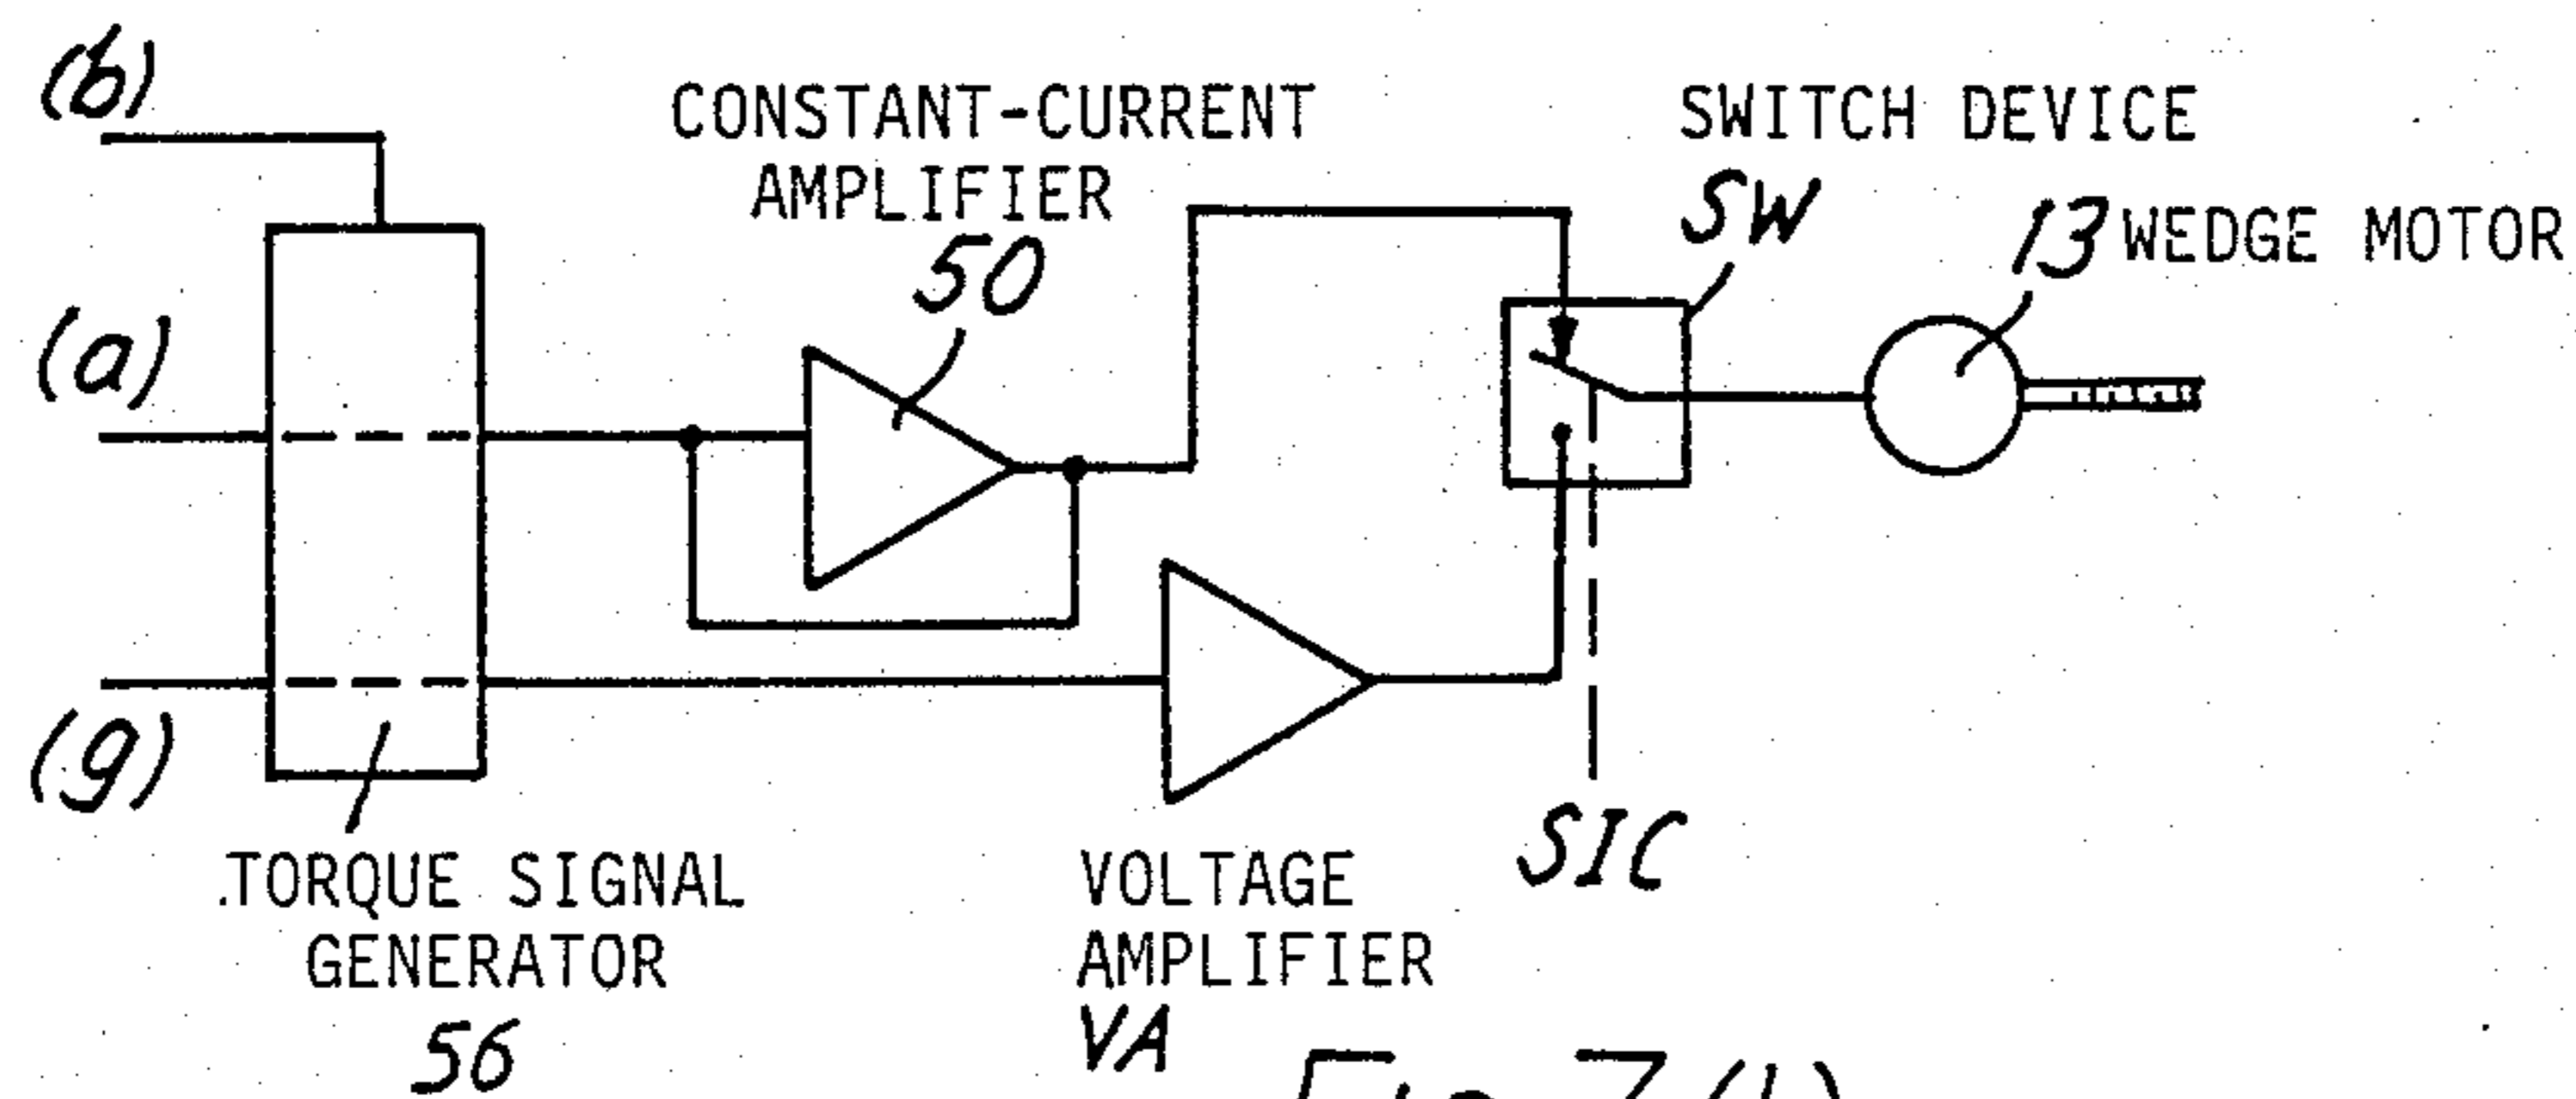 (b)
CONSTANT-CURRENT
AMPLIFIER
50
SWITCH DEVICE
SW
13 WEDGE MOTOR
(a)
(g)
TORQUE SIGNAL
GENERATOR
56
VOLTAGE
AMPLIFIER
VA
SIC